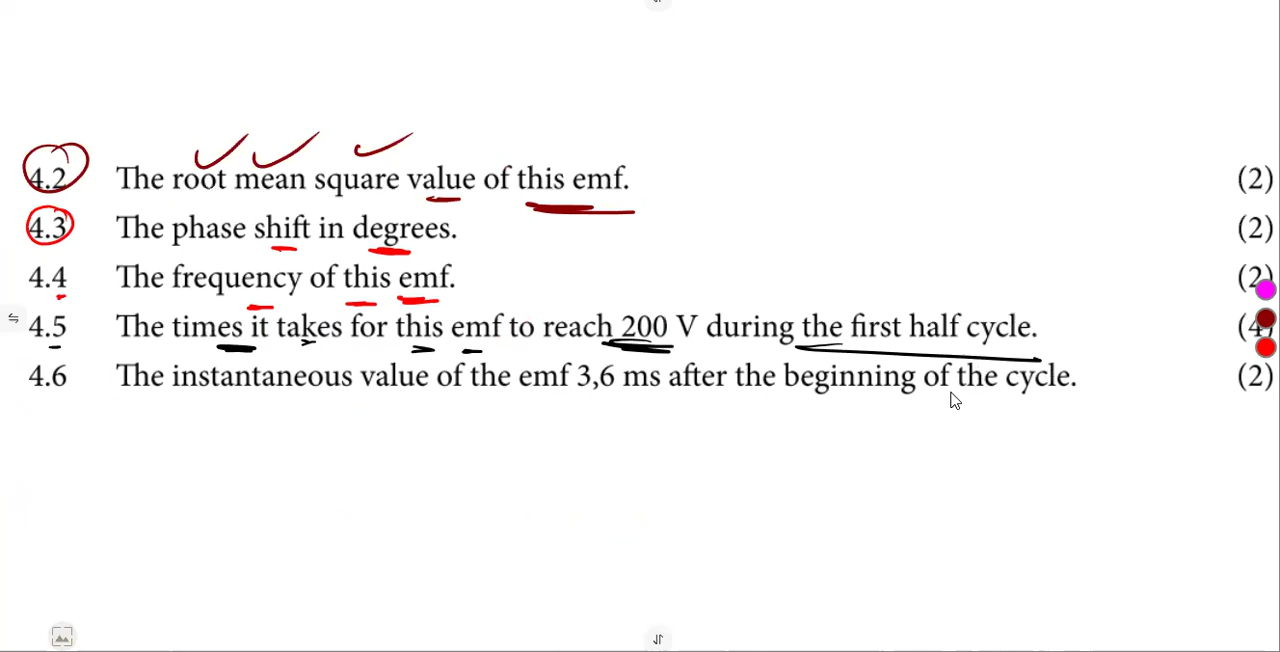 4.2 The root mean square value of this emf. (2)
4.3 The phase shift in degrees. (2)
4.4 The frequency of this emf. (2)
4.5 The times it takes for this emf to reach 200 V during the first half cycle. (4)
4.6 The instantaneous value of the emf 3,6 ms after the beginning of the cycle. (2)